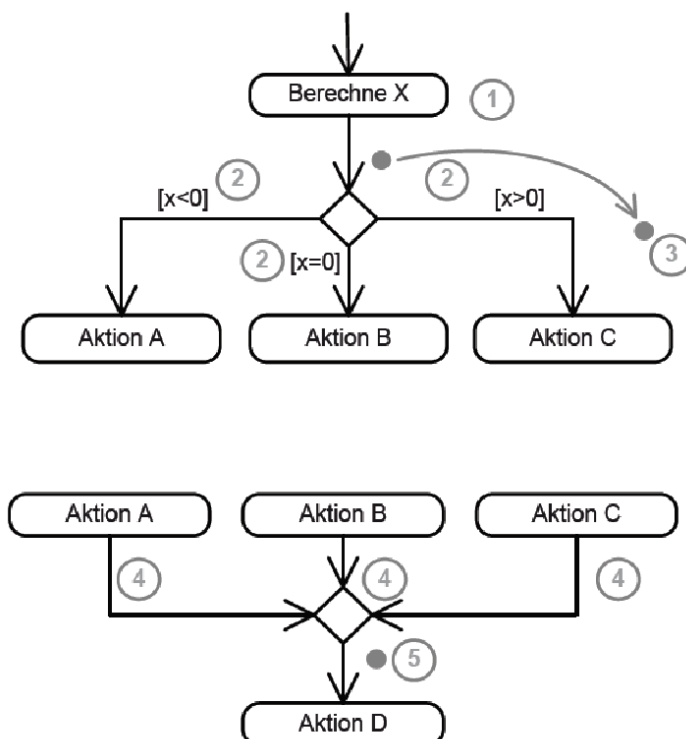 Berechne X
1
2
2
[x<0]
[x>0]
3
2
[x=0]
Aktion A
Aktion B
Aktion C
Aktion A
Aktion B
Aktion C
4
4
4
5
Aktion D